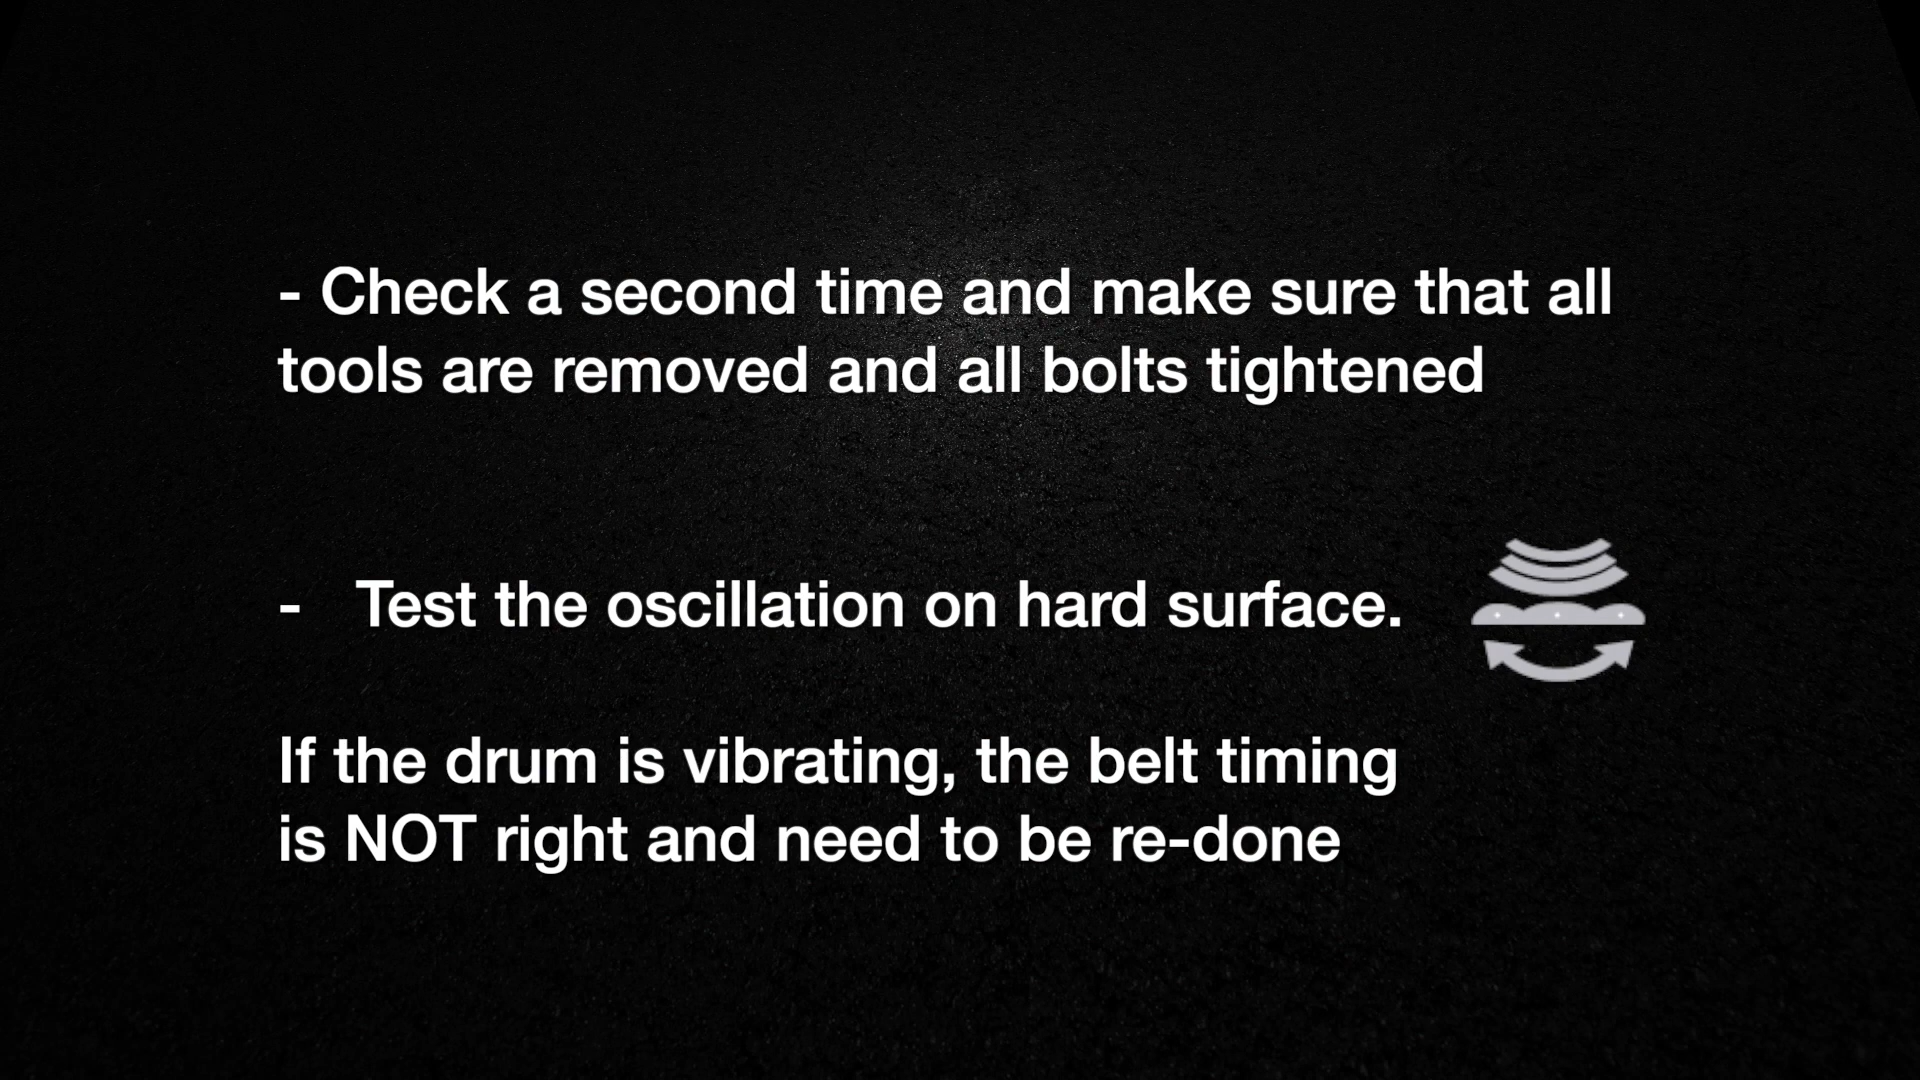 - Check a second time and make sure that all
tools are removed and all bolts tightened
- Test the oscillation on hard surface.
If the drum is vibrating, the belt timing
is NOT right and need to be re-done